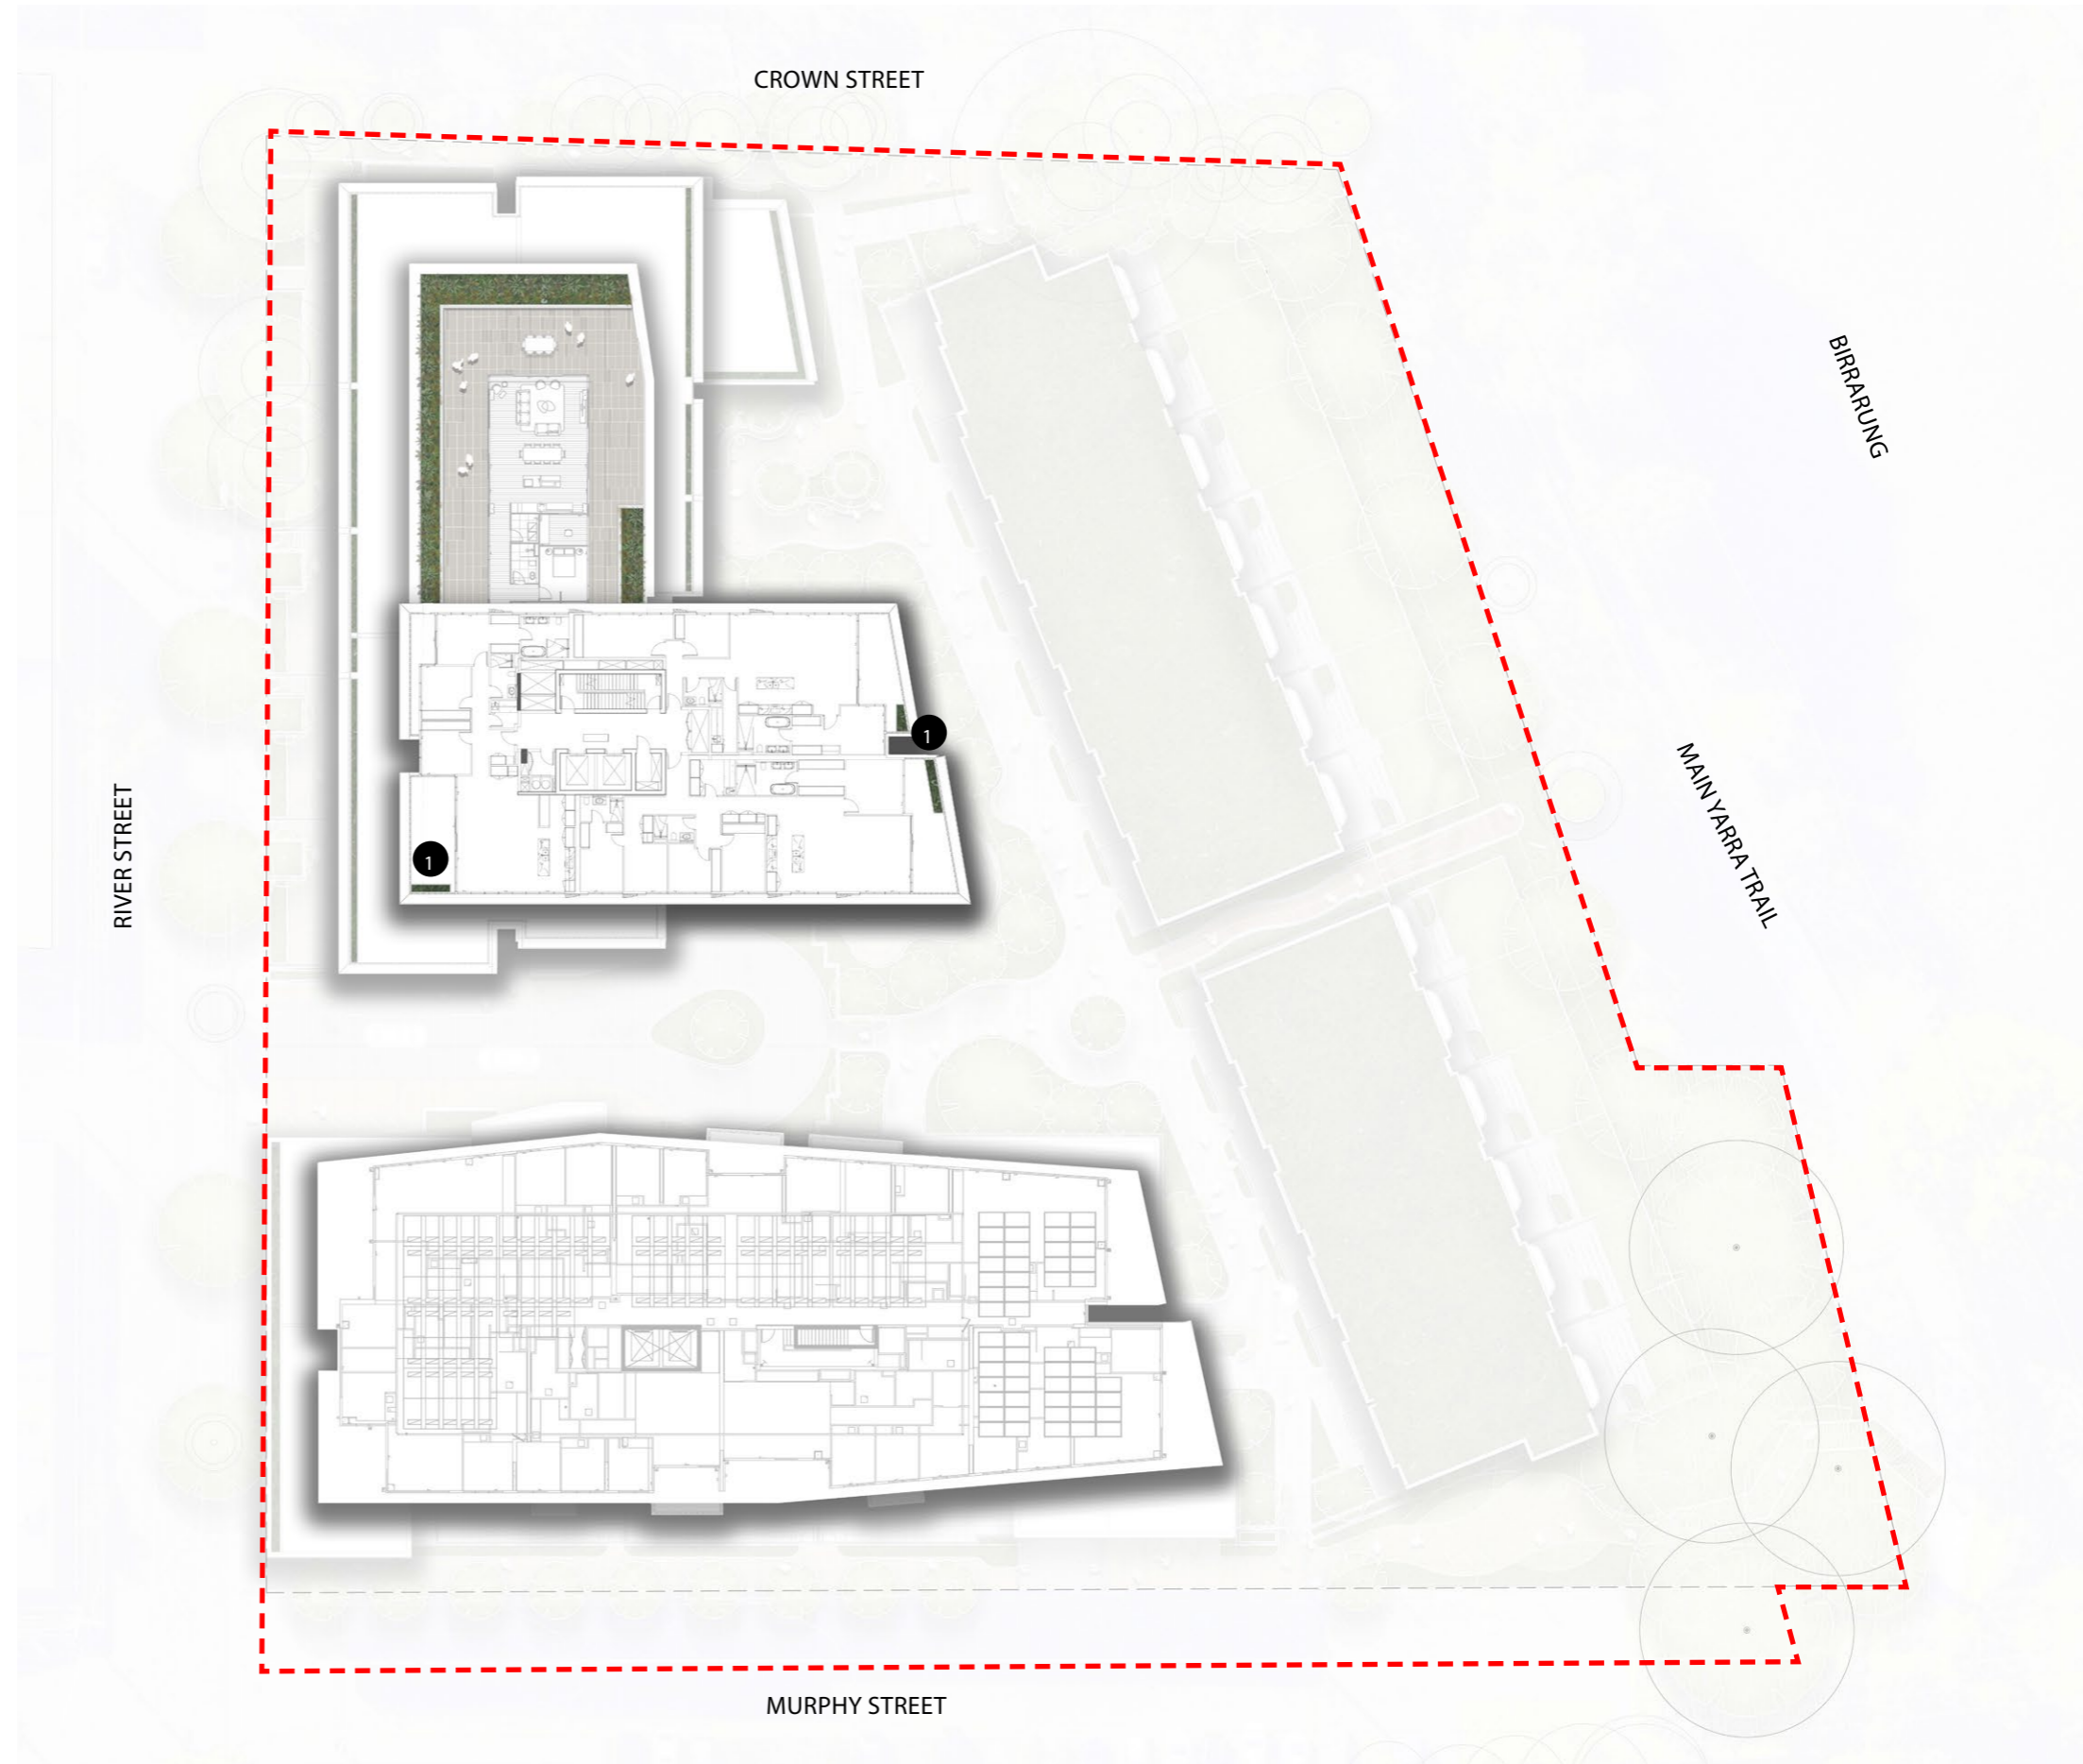 CROWN STREET
BIRRARUNG
1
MAIN YARRA TRAIL
RIVER STREET
1
MURPHY STREET